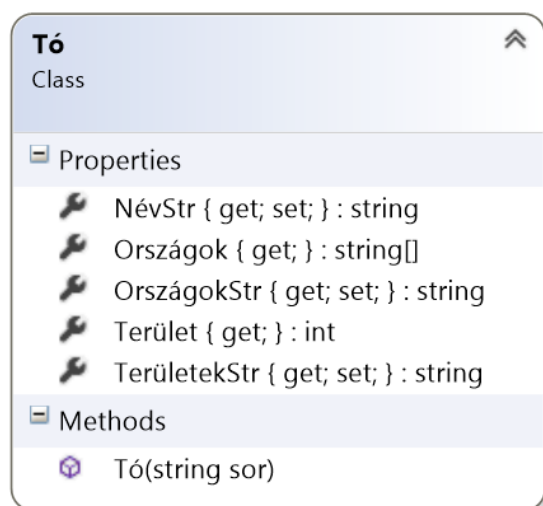 Tó
Class
Properties
NévStr { get; set; } : string
Országok { get; } : string[]
OrszágokStr { get; set; } : string
Terület { get; } : int
TerületekStr { get; set; } : string
Methods
Tó(string sor)